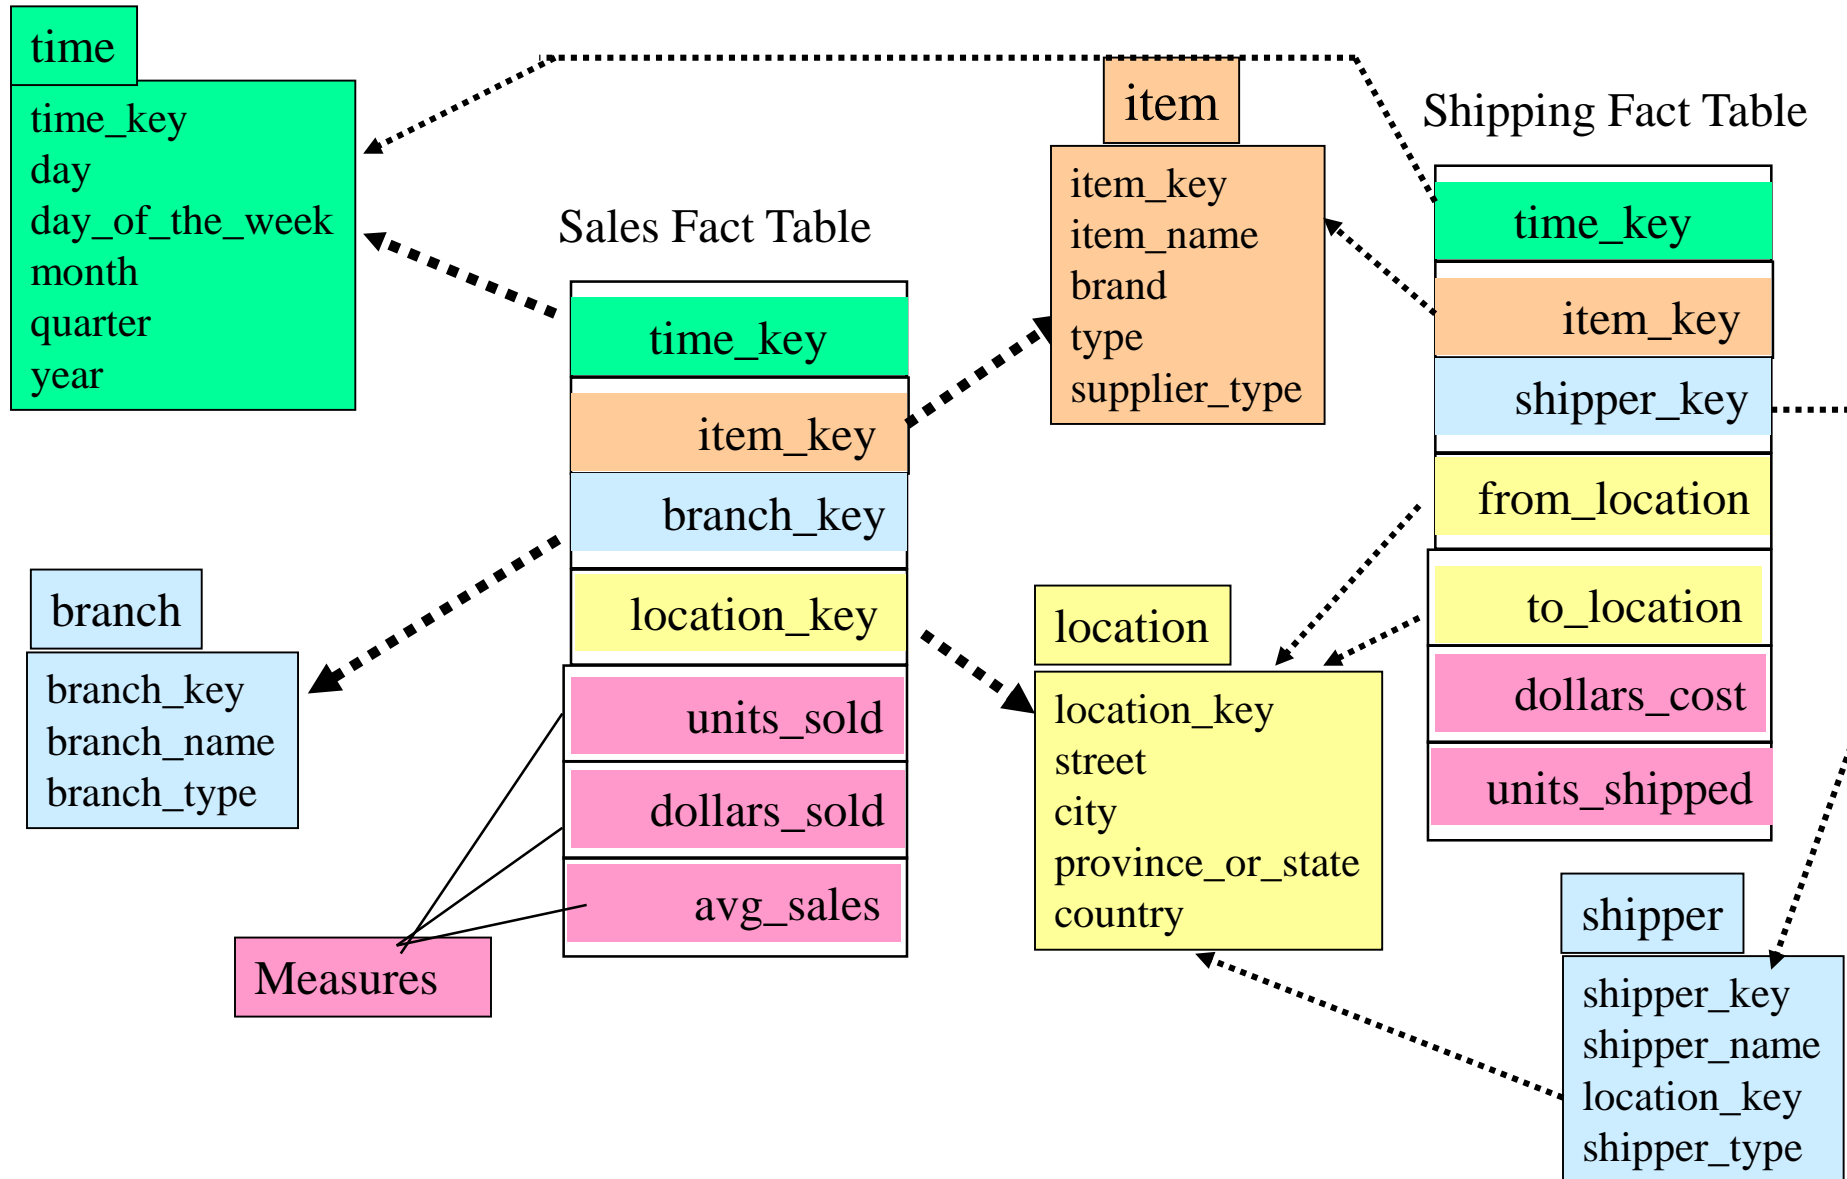 time
time_key
day
day_of_the_week
month
quarter
year
Sales Fact Table
time_key
item_key
branch_key
location_key
units_sold
dollars_sold
avg_sales
Measures
branch
branch_key
branch_name
branch_type
item
item_key
item_name
brand
type
supplier_type
location
location_key
street
city
province_or_state
country
Shipping Fact Table
time_key
item_key
shipper_key
from_location
to_location
dollars_cost
units_shipped
shipper
shipper_key
shipper_name
location_key
shipper_type